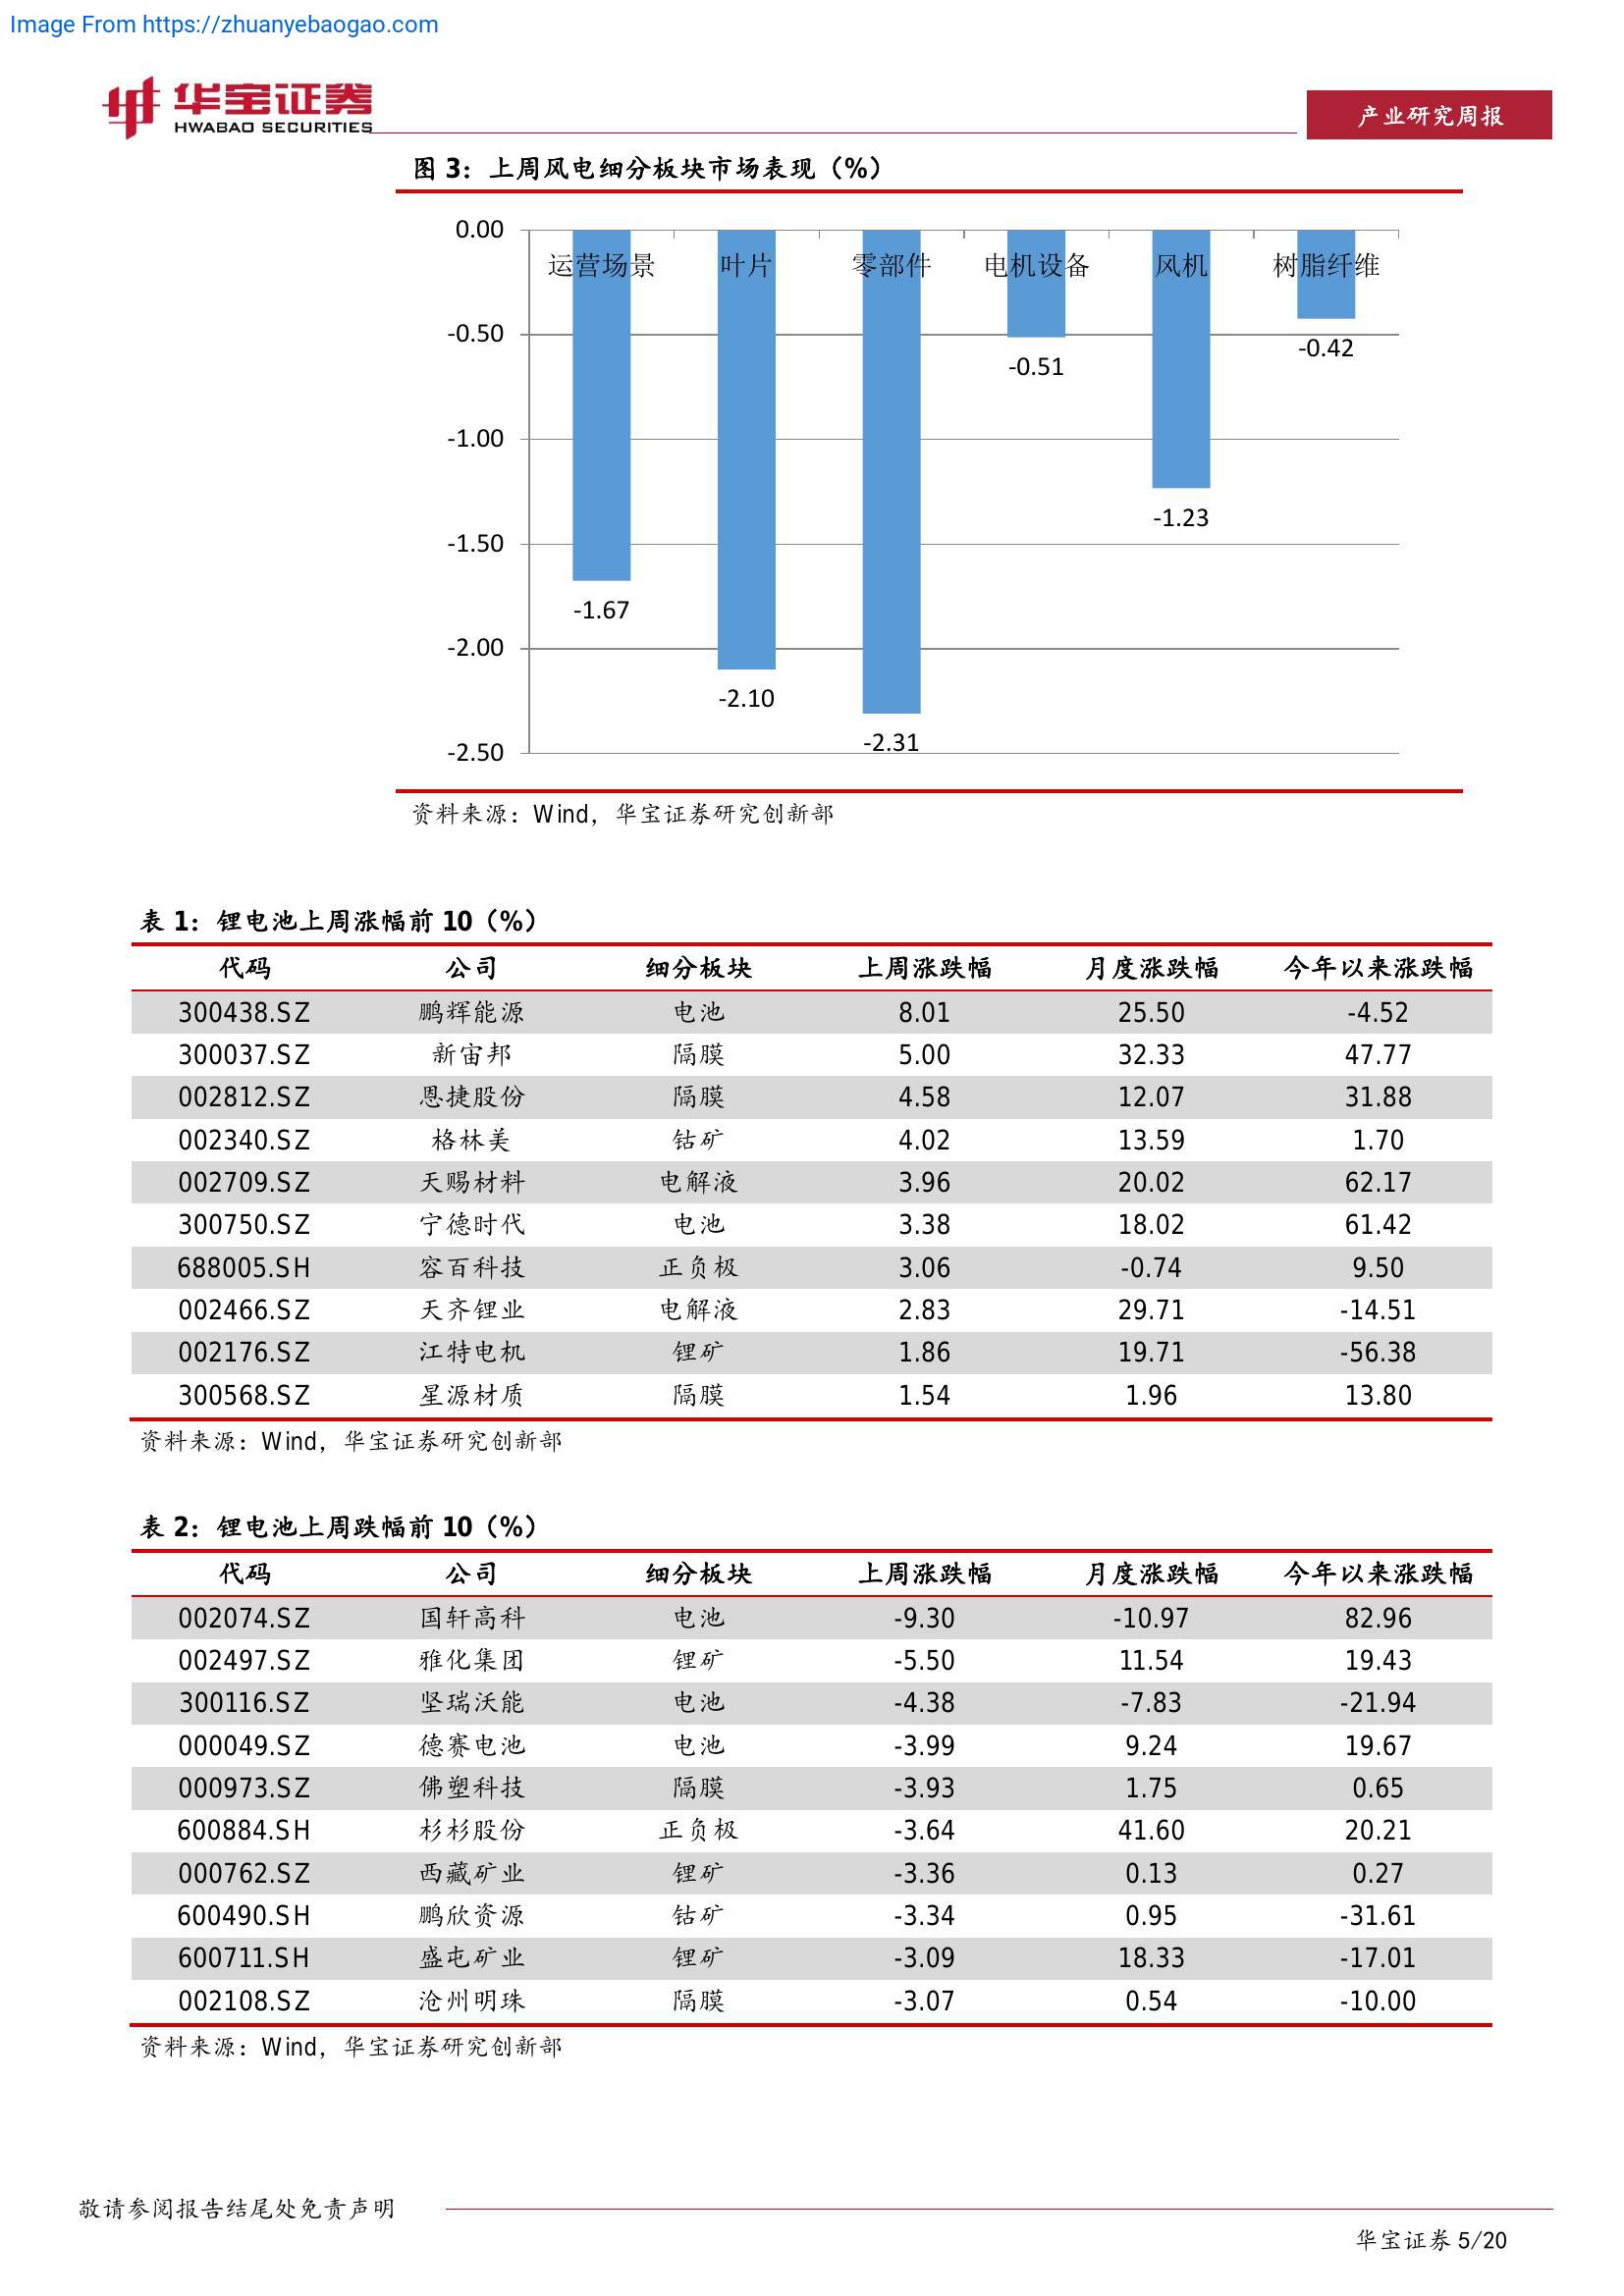 Image From https://zhuanyebaogao.com
华宝证券
HWABAO SECURITIES
产业研究周报
图 3：上周风电细分板块市场表现（%）
0.00
运营场景 叶片 零部件 电机设备 风机 树脂纤维
-0.50
-0.42
-0.51
-1.00
-1.23
-1.50
-1.67
-2.00
-2.10
-2.31
-2.50
资料来源：Wind，华宝证券研究创新部
表 1：锂电池上周涨幅前 10（%）
代码 公司 细分板块 上周涨跌幅 月度涨跌幅 今年以来涨跌幅
300438.SZ 鹏辉能源 电池 8.01 25.50 -4.52
300037.SZ 新宙邦 隔膜 5.00 32.33 47.77
002812.SZ 恩捷股份 隔膜 4.58 12.07 31.88
002340.SZ 格林美 钴矿 4.02 13.59 1.70
002709.SZ 天赐材料 电解液 3.96 20.02 62.17
300750.SZ 宁德时代 电池 3.38 18.02 61.42
688005.SH 容百科技 正负极 3.06 -0.74 9.50
002466.SZ 天齐锂业 电解液 2.83 29.71 -14.51
002176.SZ 江特电机 锂矿 1.86 19.71 -56.38
300568.SZ 星源材质 隔膜 1.54 1.96 13.80
资料来源：Wind，华宝证券研究创新部
表 2：锂电池上周跌幅前 10（%）
代码 公司 细分板块 上周涨跌幅 月度涨跌幅 今年以来涨跌幅
002074.SZ 国轩高科 电池 -9.30 -10.97 82.96
002497.SZ 雅化集团 锂矿 -5.50 11.54 19.43
300116.SZ 坚瑞沃能 电池 -4.38 -7.83 -21.94
000049.SZ 德赛电池 电池 -3.99 9.24 19.67
000973.SZ 佛塑科技 隔膜 -3.93 1.75 0.65
600884.SH 杉杉股份 正负极 -3.64 41.60 20.21
000762.SZ 西藏矿业 锂矿 -3.36 0.13 0.27
600490.SH 鹏欣资源 钴矿 -3.34 0.95 -31.61
600711.SH 盛屯矿业 锂矿 -3.09 18.33 -17.01
002108.SZ 沧州明珠 隔膜 -3.07 0.54 -10.00
资料来源：Wind，华宝证券研究创新部
敬请参阅报告结尾处免责声明
华宝证券 5/20